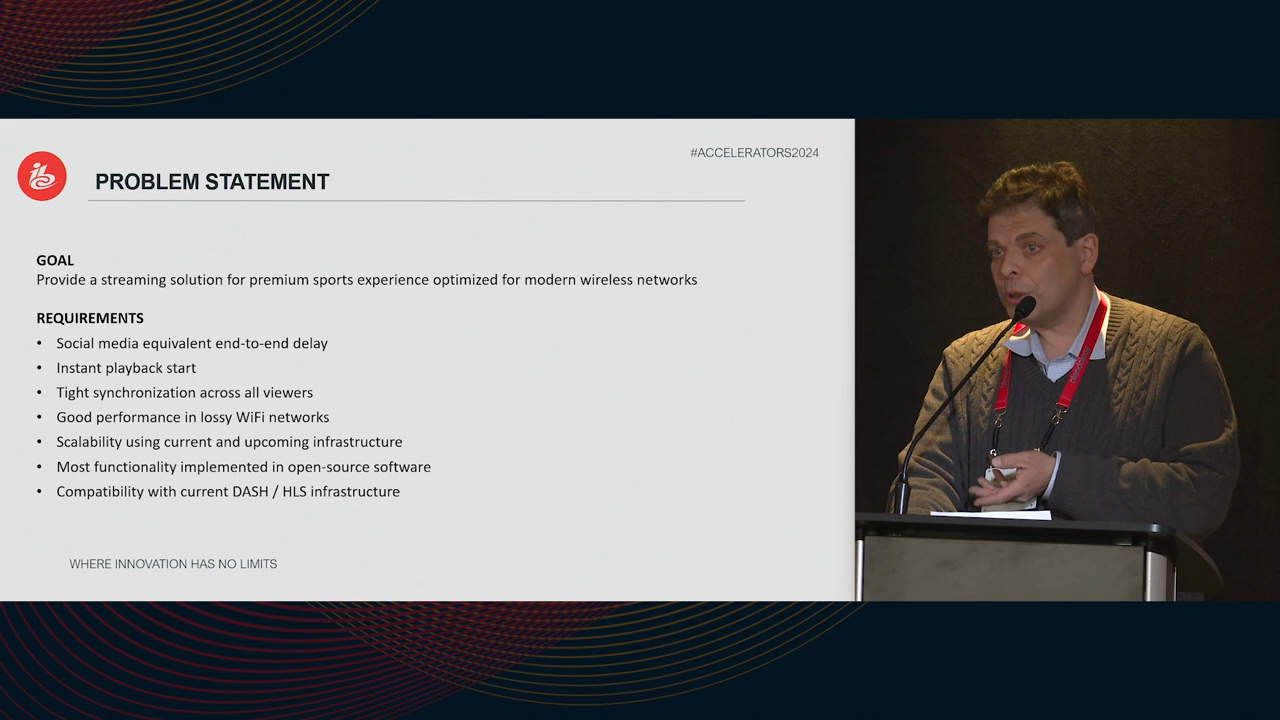 #ACCELERATORS2024
ibc
PROBLEM STATEMENT
GOAL
Provide a streaming solution for premium sports experience optimized for modern wireless networks
REQUIREMENTS
• Social media equivalent end-to-end delay
• Instant playback start
• Tight synchronization across all viewers
• Good performance in lossy WiFi networks
• Scalability using current and upcoming infrastructure
• Most functionality implemented in open-source software
• Compatibility with current DASH / HLS infrastructure
WHERE INNOVATION HAS NO LIMITS